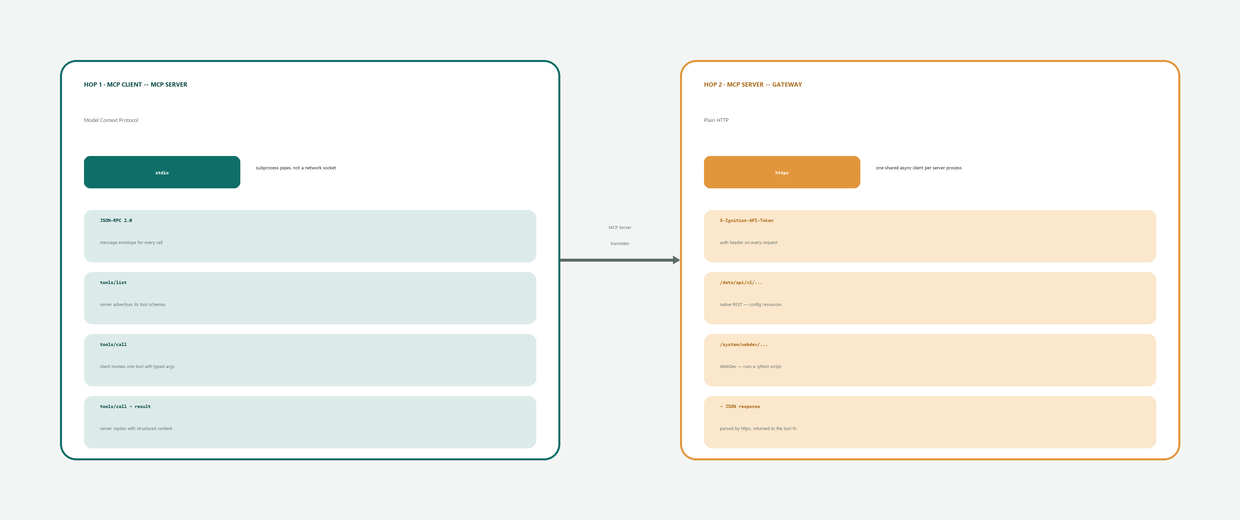 HOP 1 · MCP CLIENT ↔ MCP SERVER
Model Context Protocol
stdio
subprocess pipes, not a network socket
JSON-RPC 2.0
message envelope for every call
tools/list
server advertises its tool schemas
tools/call
client invokes one tool with typed args
tools/call → result
server replies with structured content
MCP Server
translates
HOP 2 · MCP SERVER ↔ GATEWAY
Plain HTTP
httpx
one shared async client per server process
X-Ignition-API-Token
auth header on every request
/data/api/v1/...
native REST — config resources
/system/webdev/...
WebDev — runs a Jython script
→ JSON response
parsed by httpx, returned to the tool fn